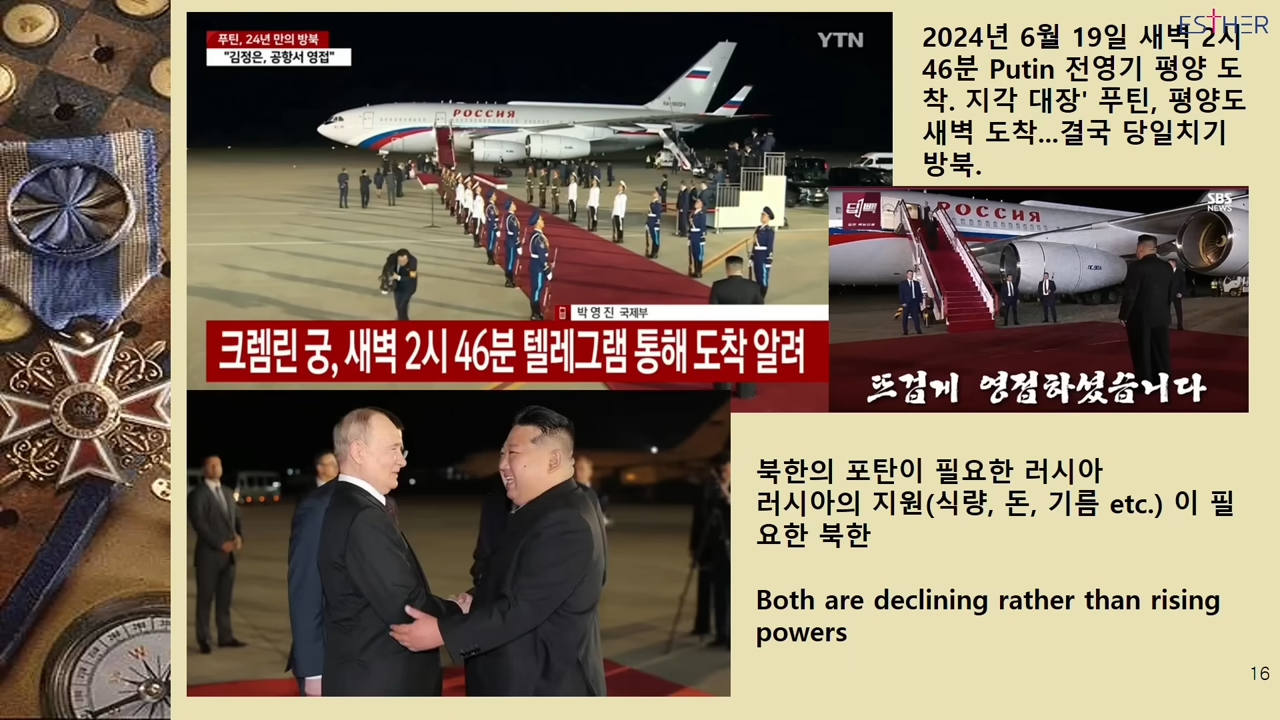 ESTHER
2024년 6월 19일 새벽 2시
46분 Putin 전영기 평양 도
착. 지각 대장' 푸틴, 평양도
새벽 도착...결국 당일치기
방북.
푸틴, 24년 만의 방북
"김정은, 공항서 영접"
YTN
РОССИЯ
박영진 국제부
크렘린 궁, 새벽 2시 46분 텔레그램 통해 도착 알려
SBS
NEWS
РОССИЯ
뜨겁게 영접하셨습니다
북한의 포탄이 필요한 러시아
러시아의 지원(식량, 돈, 기름 etc.) 이 필
요한 북한
Both are declining rather than rising
powers
16